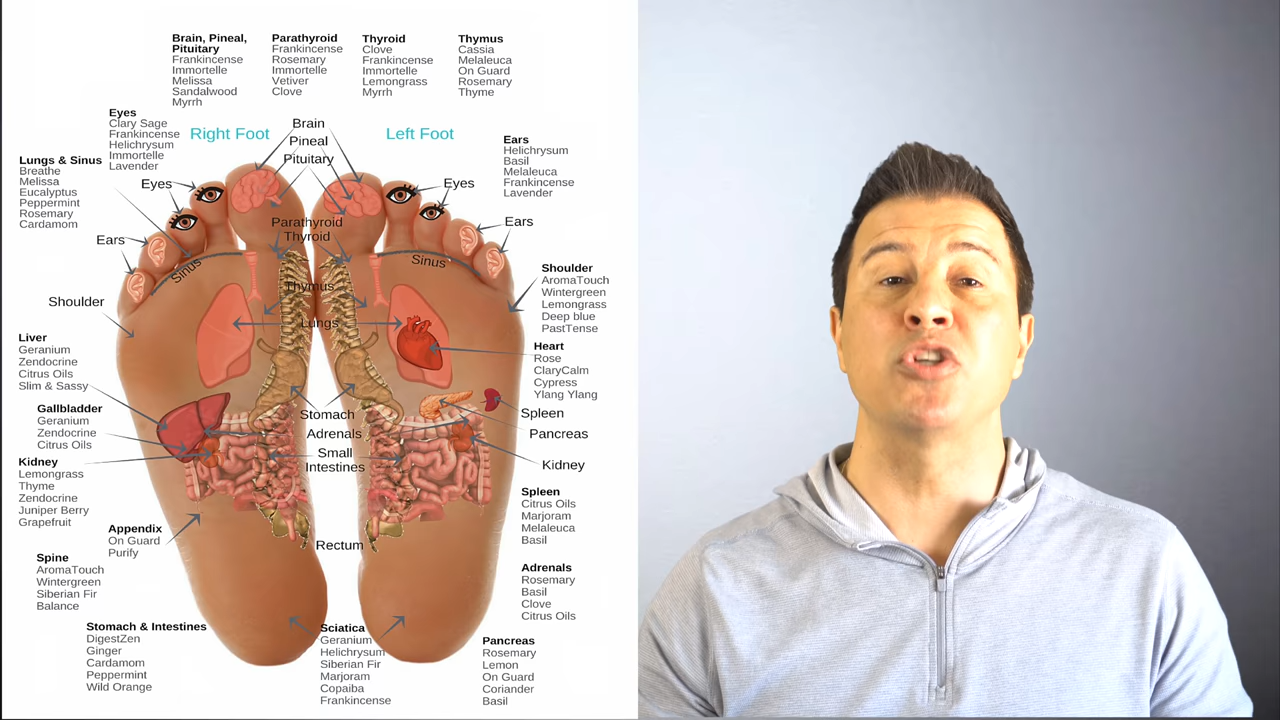 Brain, Pineal,
Pituitary
Frankincense
Immortelle
Melissa
Sandalwood
Myrrh
Parathyroid
Frankincense
Rosemary
Immortelle
Vetiver
Clove
Thyroid
Clove
Frankincense
Immortelle
Lemongrass
Myrrh
Thymus
Cassia
Melaleuca
On Guard
Rosemary
Thyme
Eyes
Clary Sage
Frankincense
Helichrysum
Immortelle
Lavender
Right Foot
Brain
Pineal
Pituitary
Left Foot
Ears
Helichrysum
Basil
Melaleuca
Frankincense
Lavender
Lungs & Sinus
Breathe
Melissa
Eucalyptus
Peppermint
Rosemary
Cardamom
Eyes
Eyes
Ears
Ears
Parathyroid
Thyroid
Sinus
Sinus
Thymus
Lungs
Shoulder
Shoulder
AromaTouch
Wintergreen
Lemongrass
Deep blue
PastTense
Liver
Geranium
Zendocrine
Citrus Oils
Slim & Sassy
Heart
Rose
ClaryCalm
Cypress
Ylang Ylang
Gallbladder
Geranium
Zendocrine
Citrus Oils
Stomach
Adrenals
Small
Intestines
Spleen
Pancreas
Kidney
Kidney
Lemongrass
Thyme
Zendocrine
Juniper Berry
Grapefruit
Spleen
Citrus Oils
Marjoram
Melaleuca
Basil
Appendix
On Guard
Purify
Rectum
Spine
AromaTouch
Wintergreen
Siberian Fir
Balance
Adrenals
Rosemary
Basil
Clove
Citrus Oils
Stomach & Intestines
DigestZen
Ginger
Cardamom
Peppermint
Wild Orange
Sciatica
Geranium
Helichrysum
Siberian Fir
Marjoram
Copaiba
Frankincense
Pancreas
Rosemary
Lemon
On Guard
Coriander
Basil